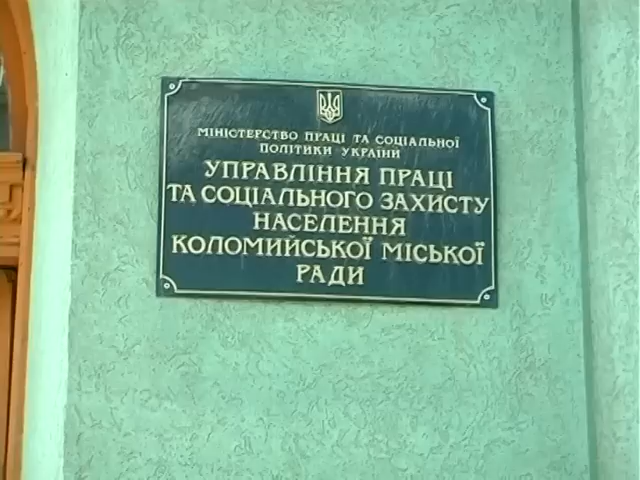 МІНІСТЕРСТВО ПРАЦІ ТА СОЦІАЛЬНОЇ
ПОЛІТИКИ УКРАЇНИ
УПРАВЛІННЯ ПРАЦІ
ТА СОЦІАЛЬНОГО ЗАХИСТУ
НАСЕЛЕННЯ
КОЛОМИЙСЬКОЇ МІСЬКОЇ
РАДИ